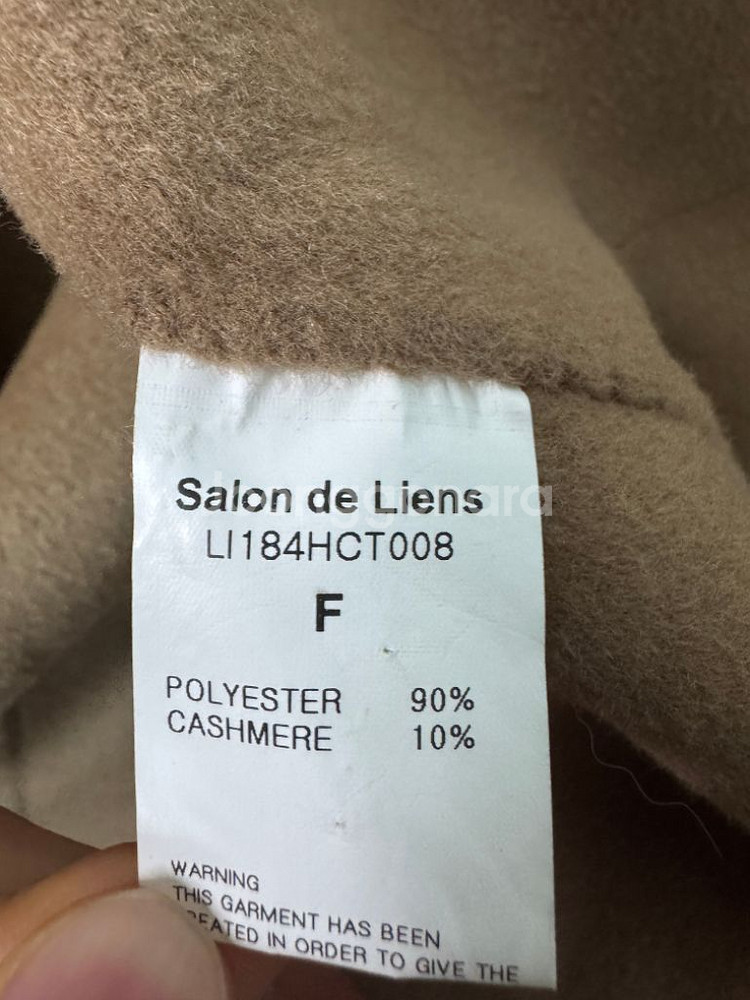 Salon de Liens
LI184HCT008
F
POLYESTER 90%
CASHMERE 10%
WARNING
THIS GARMENT HAS BEEN
IN ORDER TO GIVE THE